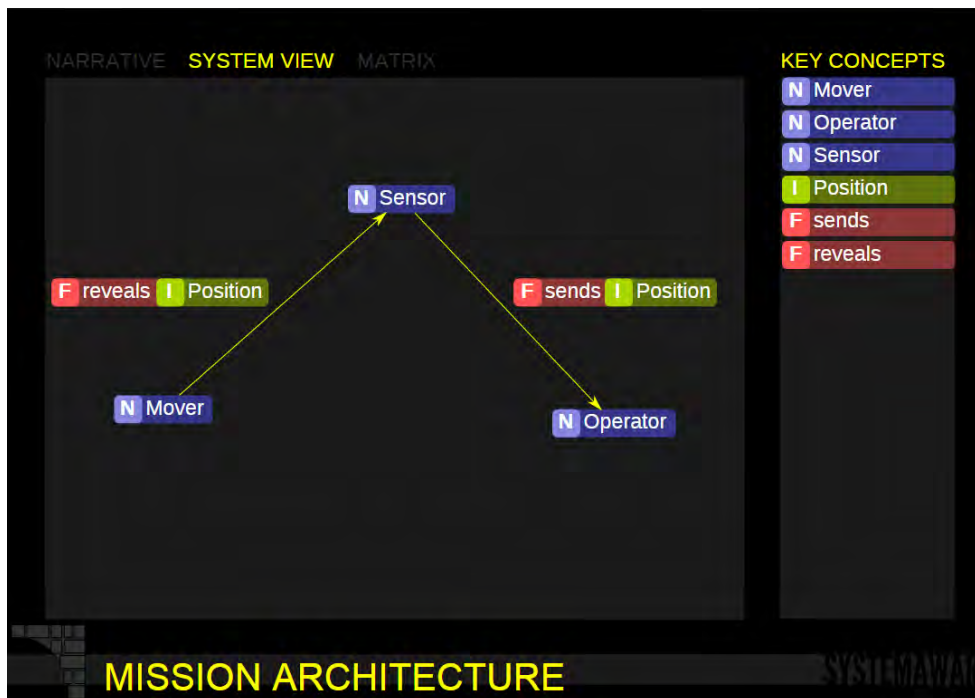 NARRATIVE SYSTEM VIEW MATRIX
KEY CONCEPTS
N Mover
N Operator
N Sensor
I Position
F sends
F reveals
N Sensor
F reveals I Position
F sends I Position
N Mover
N Operator
MISSION ARCHITECTURE